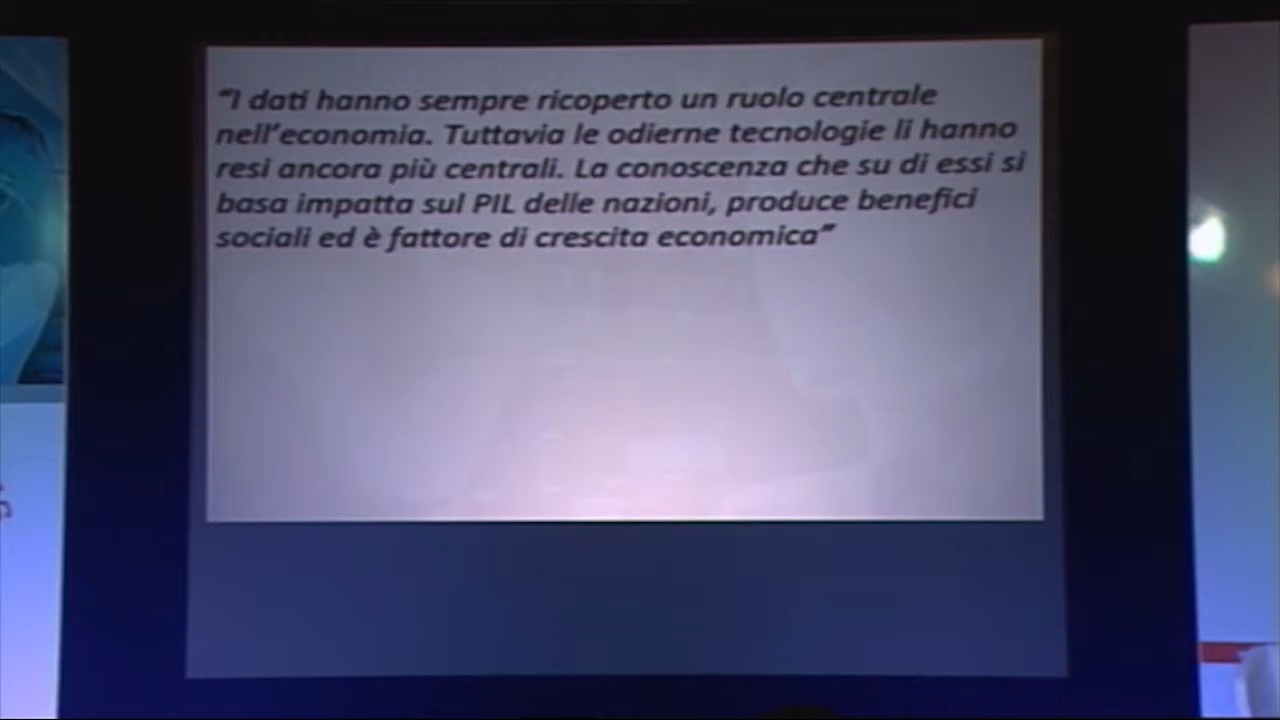 “I dati hanno sempre ricoperto un ruolo centrale
nell’economia. Tuttavia le odierne tecnologie li hanno
resi ancora più centrali. La conoscenza che su di essi si
basa impatta sul PIL delle nazioni, produce benefici
sociali ed è fattore di crescita economica”